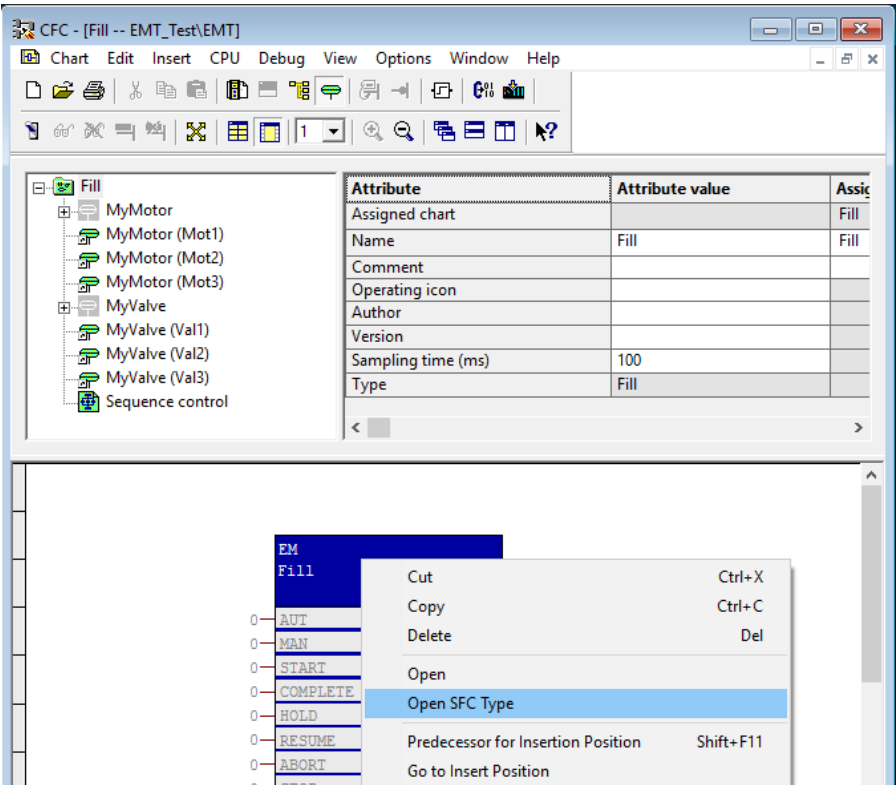 CFC - [Fill -- EMT_Test\EMT]
Chart Edit Insert CPU Debug View Options Window Help
1
Fill
MyMotor
MyMotor (Mot1)
MyMotor (Mot2)
MyMotor (Mot3)
MyValve
MyValve (Val1)
MyValve (Val2)
MyValve (Val3)
Sequence control
Attribute Attribute value Assig
Assigned chart Fill
Name Fill Fill
Comment
Operating icon
Author
Version
Sampling time (ms) 100
Type Fill
EM
Fill
0 AUT
0 MAN
0 START
0 COMPLETE
0 HOLD
0 RESUME
0 ABORT
Cut Ctrl+X
Copy Ctrl+C
Delete Del
Open
Open SFC Type
Predecessor for Insertion Position Shift+F11
Go to Insert Position